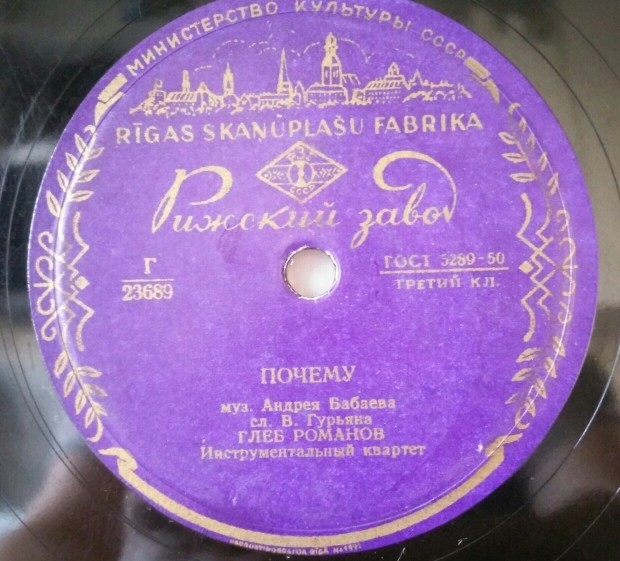 МИНИСТЕРСТВО КУЛЬТУРЫ СССР
RĪGAS SKAŅUPLAŠU FABRIKA
СССР
Рижский завод
Г
23689
ГОСТ 5289-50
ТРЕТИЙ КЛ.
ПОЧЕМУ
муз. Андрея Бабаева
сл. В. Гурьяна
ГЛЕБ РОМАНОВ
Инструментальный квартет